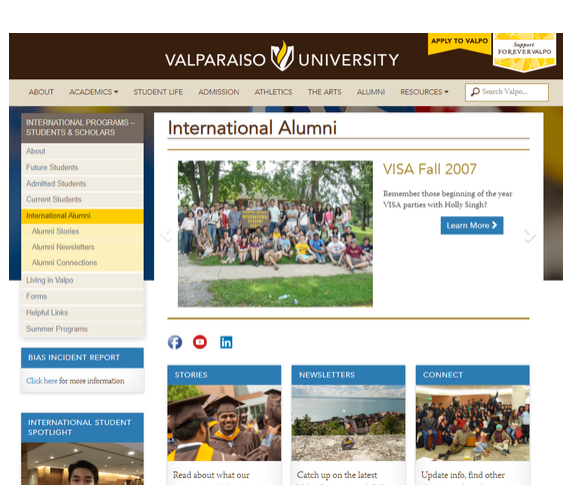 APPLY TO VALPO
Support
FOREVERVALPO
VALPARAISO UNIVERSITY
ABOUT ACADEMICS STUDENT LIFE ADMISSION ATHLETICS THE ARTS ALUMNI RESOURCES Search Valpo...
INTERNATIONAL PROGRAMS –
STUDENTS & SCHOLARS
About
Future Students
Admitted Students
Current Students
International Alumni
Alumni Stories
Alumni Newsletters
Alumni Connections
Living in Valpo
Forms
Helpful Links
Summer Programs
BIAS INCIDENT REPORT
Click here for more information
INTERNATIONAL STUDENT
SPOTLIGHT
International Alumni
VISA Fall 2007
Remember those beginning of the year
VISA parties with Holly Singh?
Learn More
STORIES
Read about what our
NEWSLETTERS
Catch up on the latest
CONNECT
Update info, find other